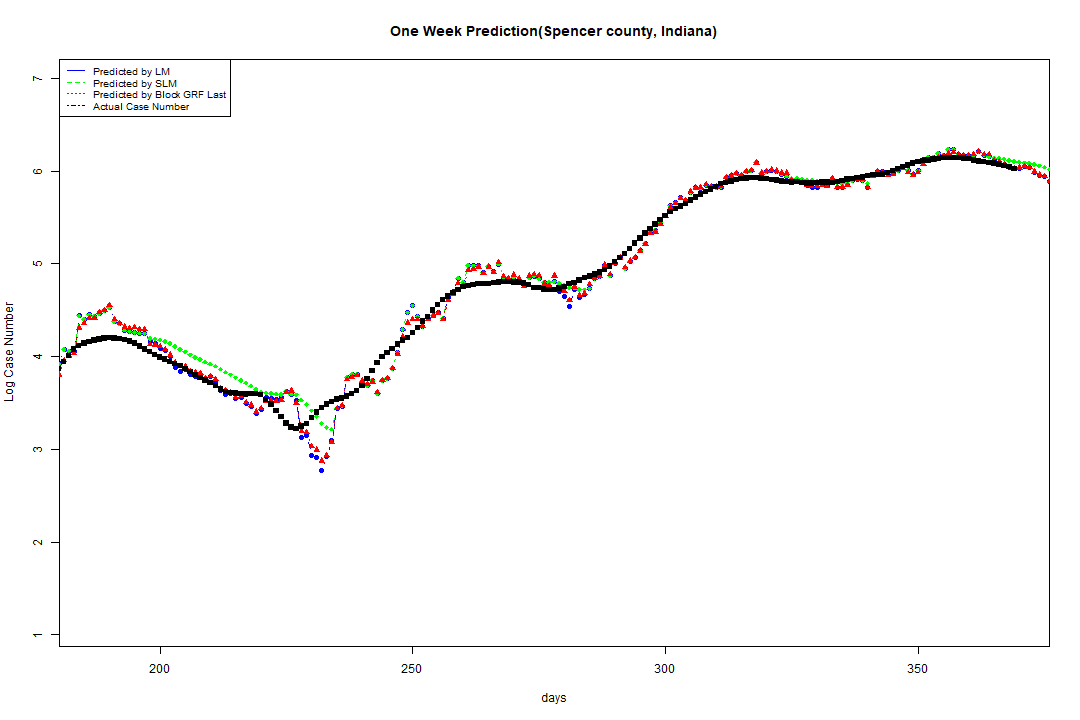 One Week Prediction(Spencer county, Indiana)
Predicted by LM
Predicted by SLM
Predicted by Block GRF Last
Actual Case Number
7
6
5
4
3
2
1
Log Case Number
200 250 300 350
days